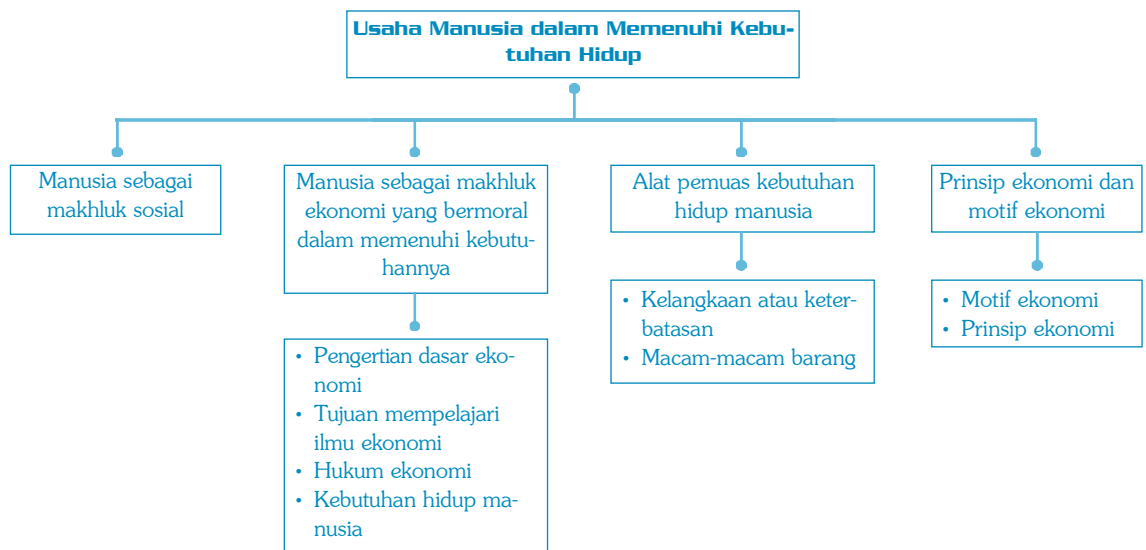 Usaha Manusia dalam Memenuhi Kebu-
tuhan Hidup
Manusia sebagai
makhluk sosial
Manusia sebagai makhluk
ekonomi yang bermoral
dalam memenuhi kebutu-
hannya
Alat pemuas kebutuhan
hidup manusia
Prinsip ekonomi dan
motif ekonomi
• Pengertian dasar eko-
nomi
• Tujuan mempelajari
ilmu ekonomi
• Hukum ekonomi
• Kebutuhan hidup ma-
nusia
• Kelangkaan atau keter-
batasan
• Macam-macam barang
• Motif ekonomi
• Prinsip ekonomi